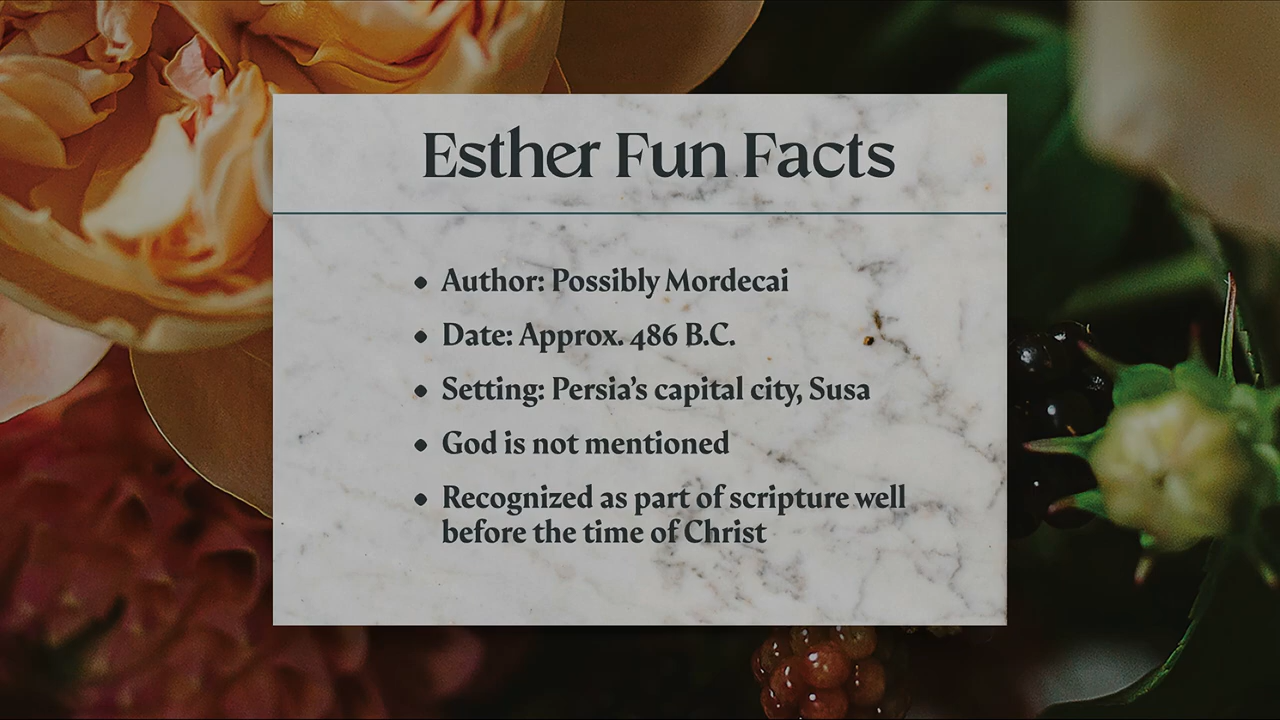 Esther Fun Facts
• Author: Possibly Mordecai
• Date: Approx. 486 B.C.
• Setting: Persia's capital city, Susa
• God is not mentioned
• Recognized as part of scripture well
before the time of Christ